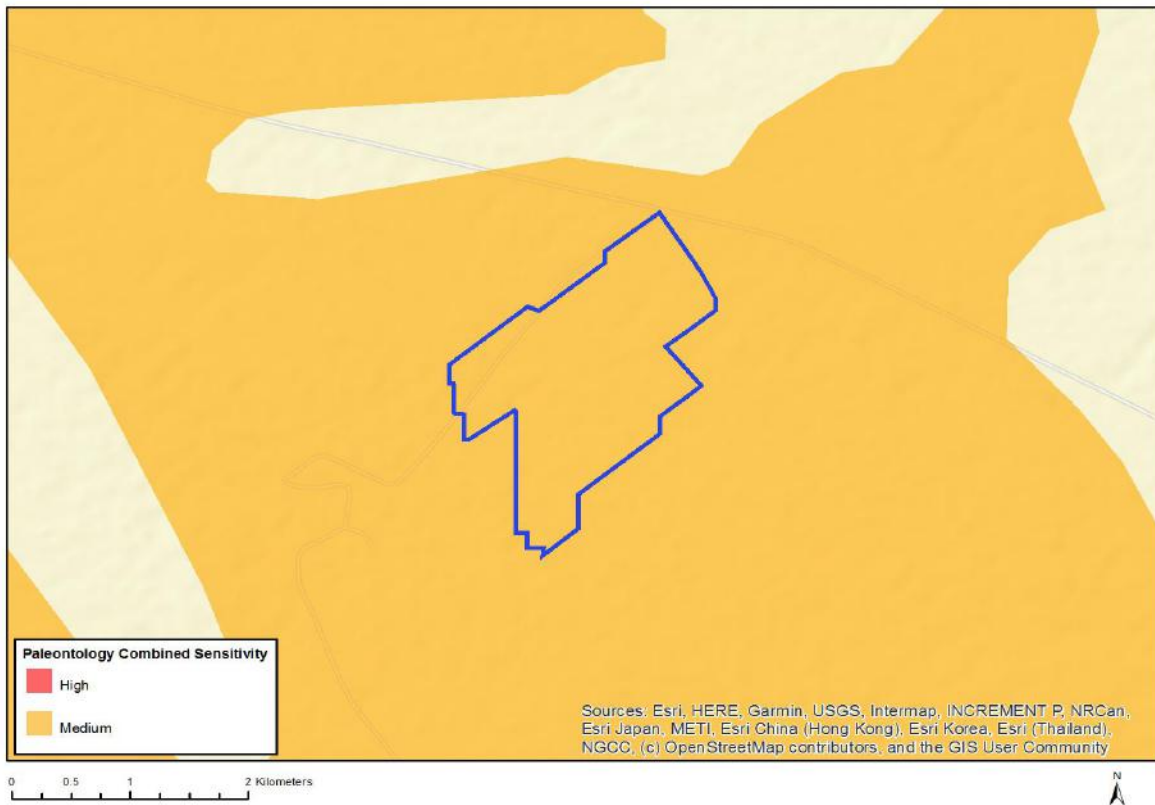 Paleontology Combined Sensitivity
High
Medium
Sources: Esri, HERE, Garmin, USGS, Intermap, INCREMENT P, NRCan,
Esri Japan, METI, Esri China (Hong Kong), Esri Korea, Esri (Thailand),
NGCC, (c) OpenStreetMap contributors, and the GIS User Community
0 0.5 1 2 Kilometers
N